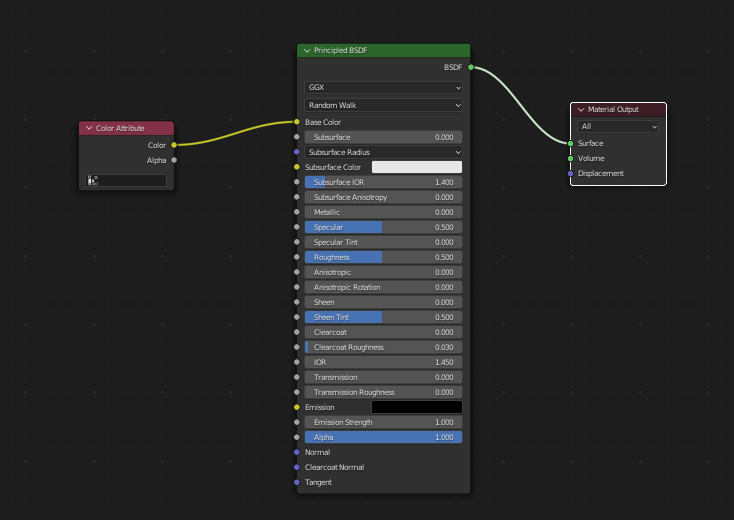 Color Attribute
Color
Alpha
Principled BSDF
BSDF
GGX
Random Walk
Base Color
Subsurface 0.000
Subsurface Radius
Subsurface Color
Subsurface IOR 1.400
Subsurface Anisotropy 0.000
Metallic 0.000
Specular 0.500
Specular Tint 0.000
Roughness 0.500
Anisotropic 0.000
Anisotropic Rotation 0.000
Sheen 0.000
Sheen Tint 0.500
Clearcoat 0.000
Clearcoat Roughness 0.030
IOR 1.450
Transmission 0.000
Transmission Roughness 0.000
Emission
Emission Strength 1.000
Alpha 1.000
Normal
Clearcoat Normal
Tangent
Material Output
All
Surface
Volume
Displacement